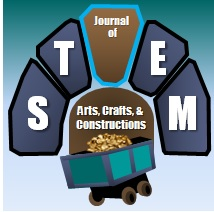 Journal
of
S T E M
Arts, Crafts, &
Constructions